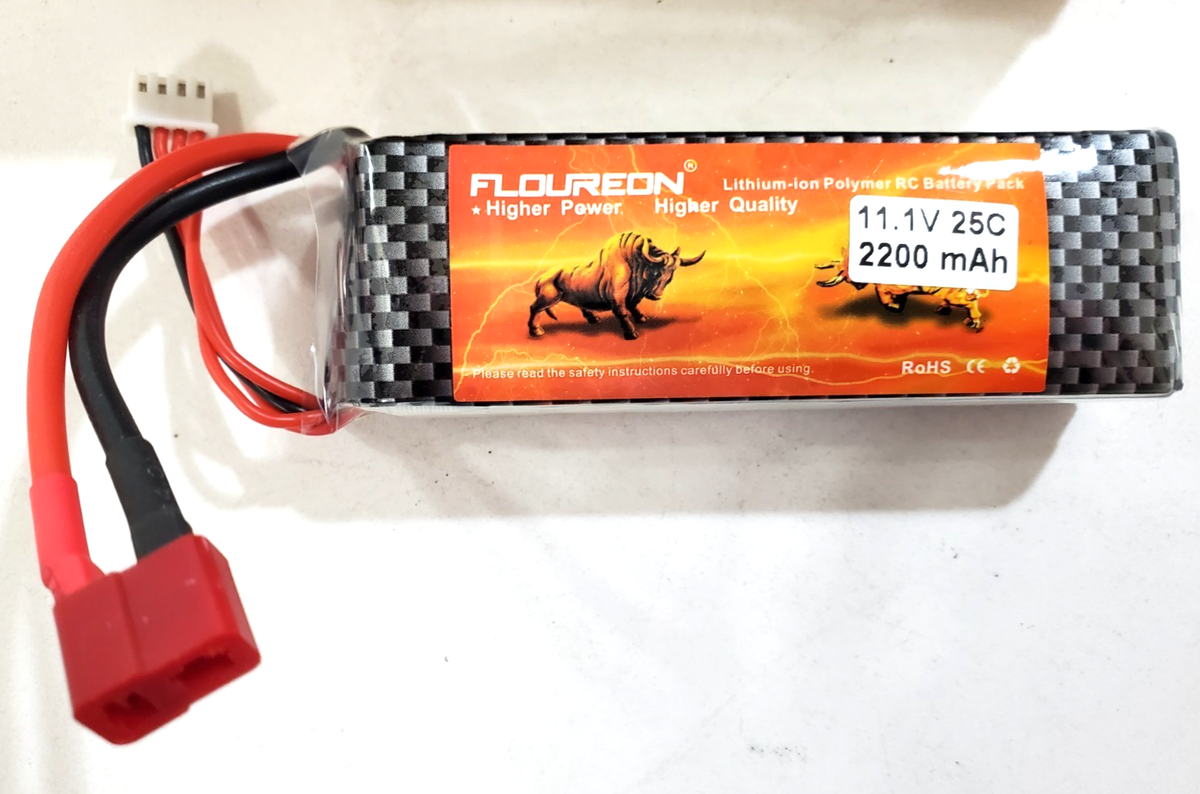 FLOUREON®
Lithium-ion Polymer RC Battery Pack
★ Higher Power Higher Quality
11.1V 25C
2200 mAh
Please read the safety instructions carefully before using.
RoHS CE